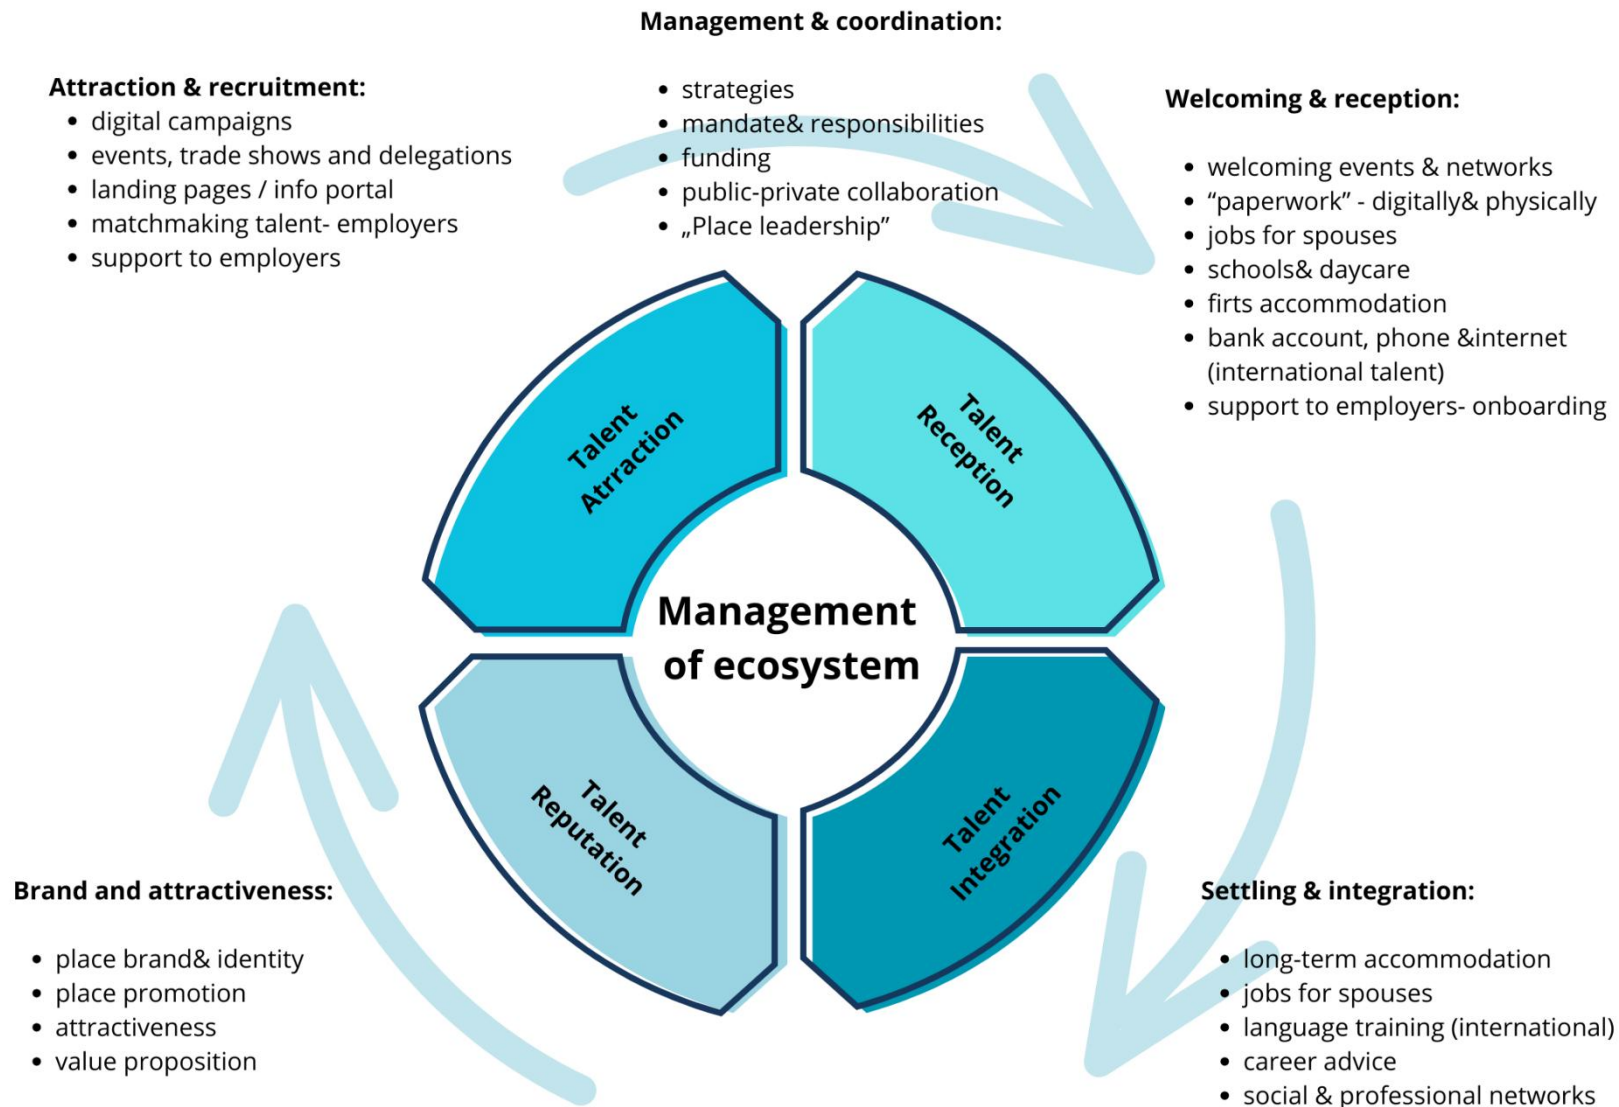 Management & coordination:
• strategies
• mandate& responsibilities
• funding
• public-private collaboration
• „Place leadership”
Attraction & recruitment:
• digital campaigns
• events, trade shows and delegations
• landing pages / info portal
• matchmaking talent- employers
• support to employers
Welcoming & reception:
• welcoming events & networks
• “paperwork” - digitally& physically
• jobs for spouses
• schools& daycare
• firts accommodation
• bank account, phone &internet
(international talent)
• support to employers- onboarding
Talent
Atrraction
Talent
Reception
Management
of ecosystem
Talent
Reputation
Talent
Integration
Brand and attractiveness:
• place brand& identity
• place promotion
• attractiveness
• value proposition
Settling & integration:
• long-term accommodation
• jobs for spouses
• language training (international)
• career advice
• social & professional networks